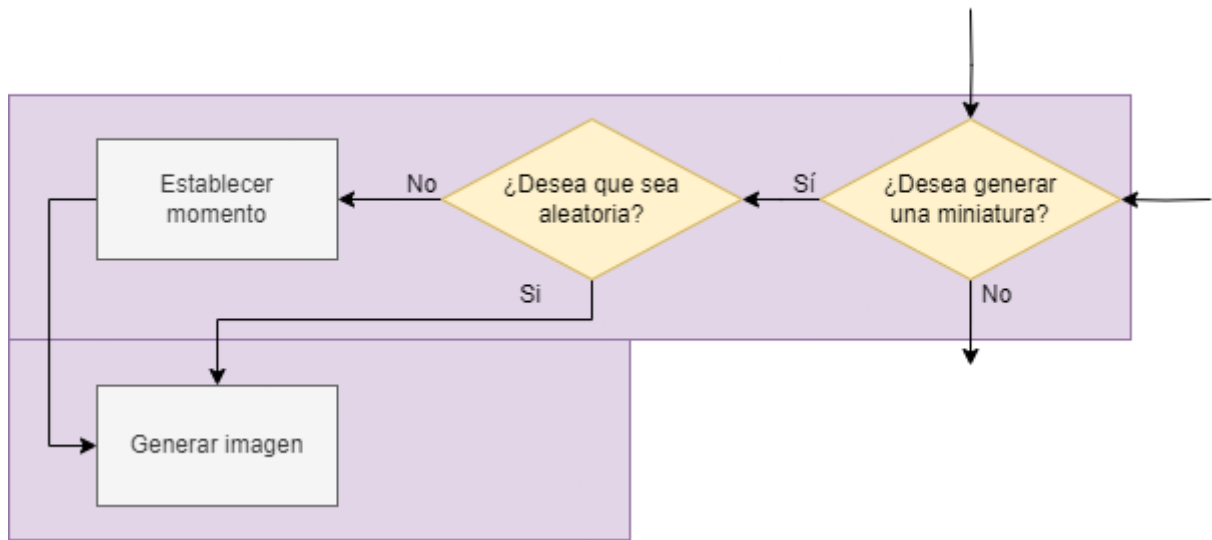 Establecer
momento
No
¿Desea que sea
aleatoria?
Sí
¿Desea generar
una miniatura?
Si
No
Generar imagen